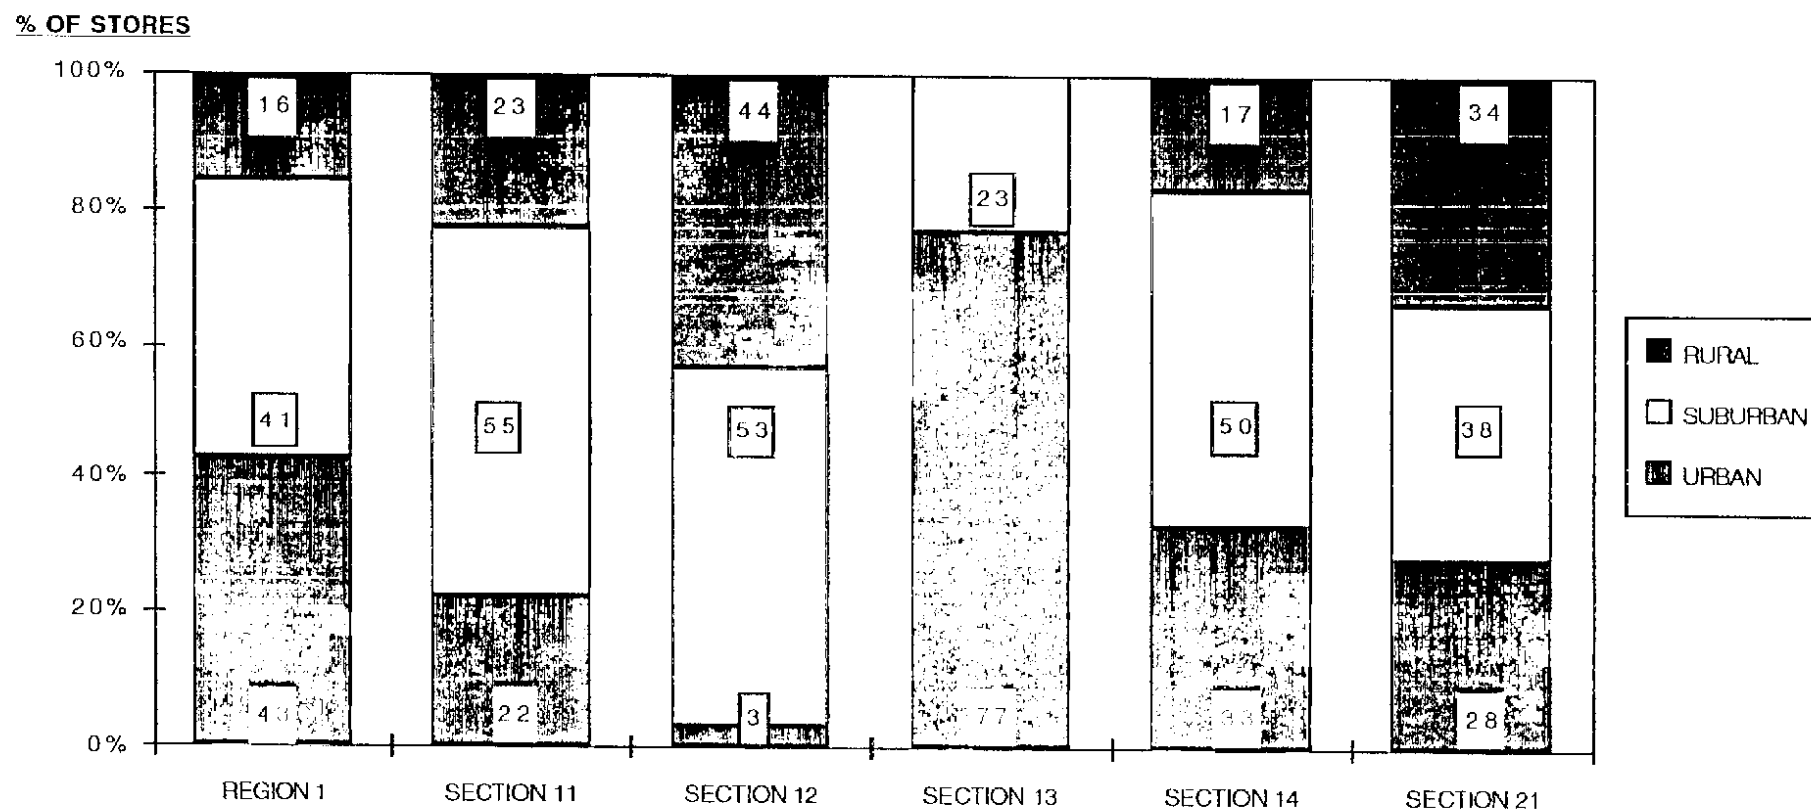 % OF STORES
100%
16
23
44
17
34
80%
23
60%
41
55
53
50
38
40%
20%
43
22
3
77
33
28
0%
REGION 1
SECTION 11
SECTION 12
SECTION 13
SECTION 14
SECTION 21
RURAL
SUBURBAN
URBAN